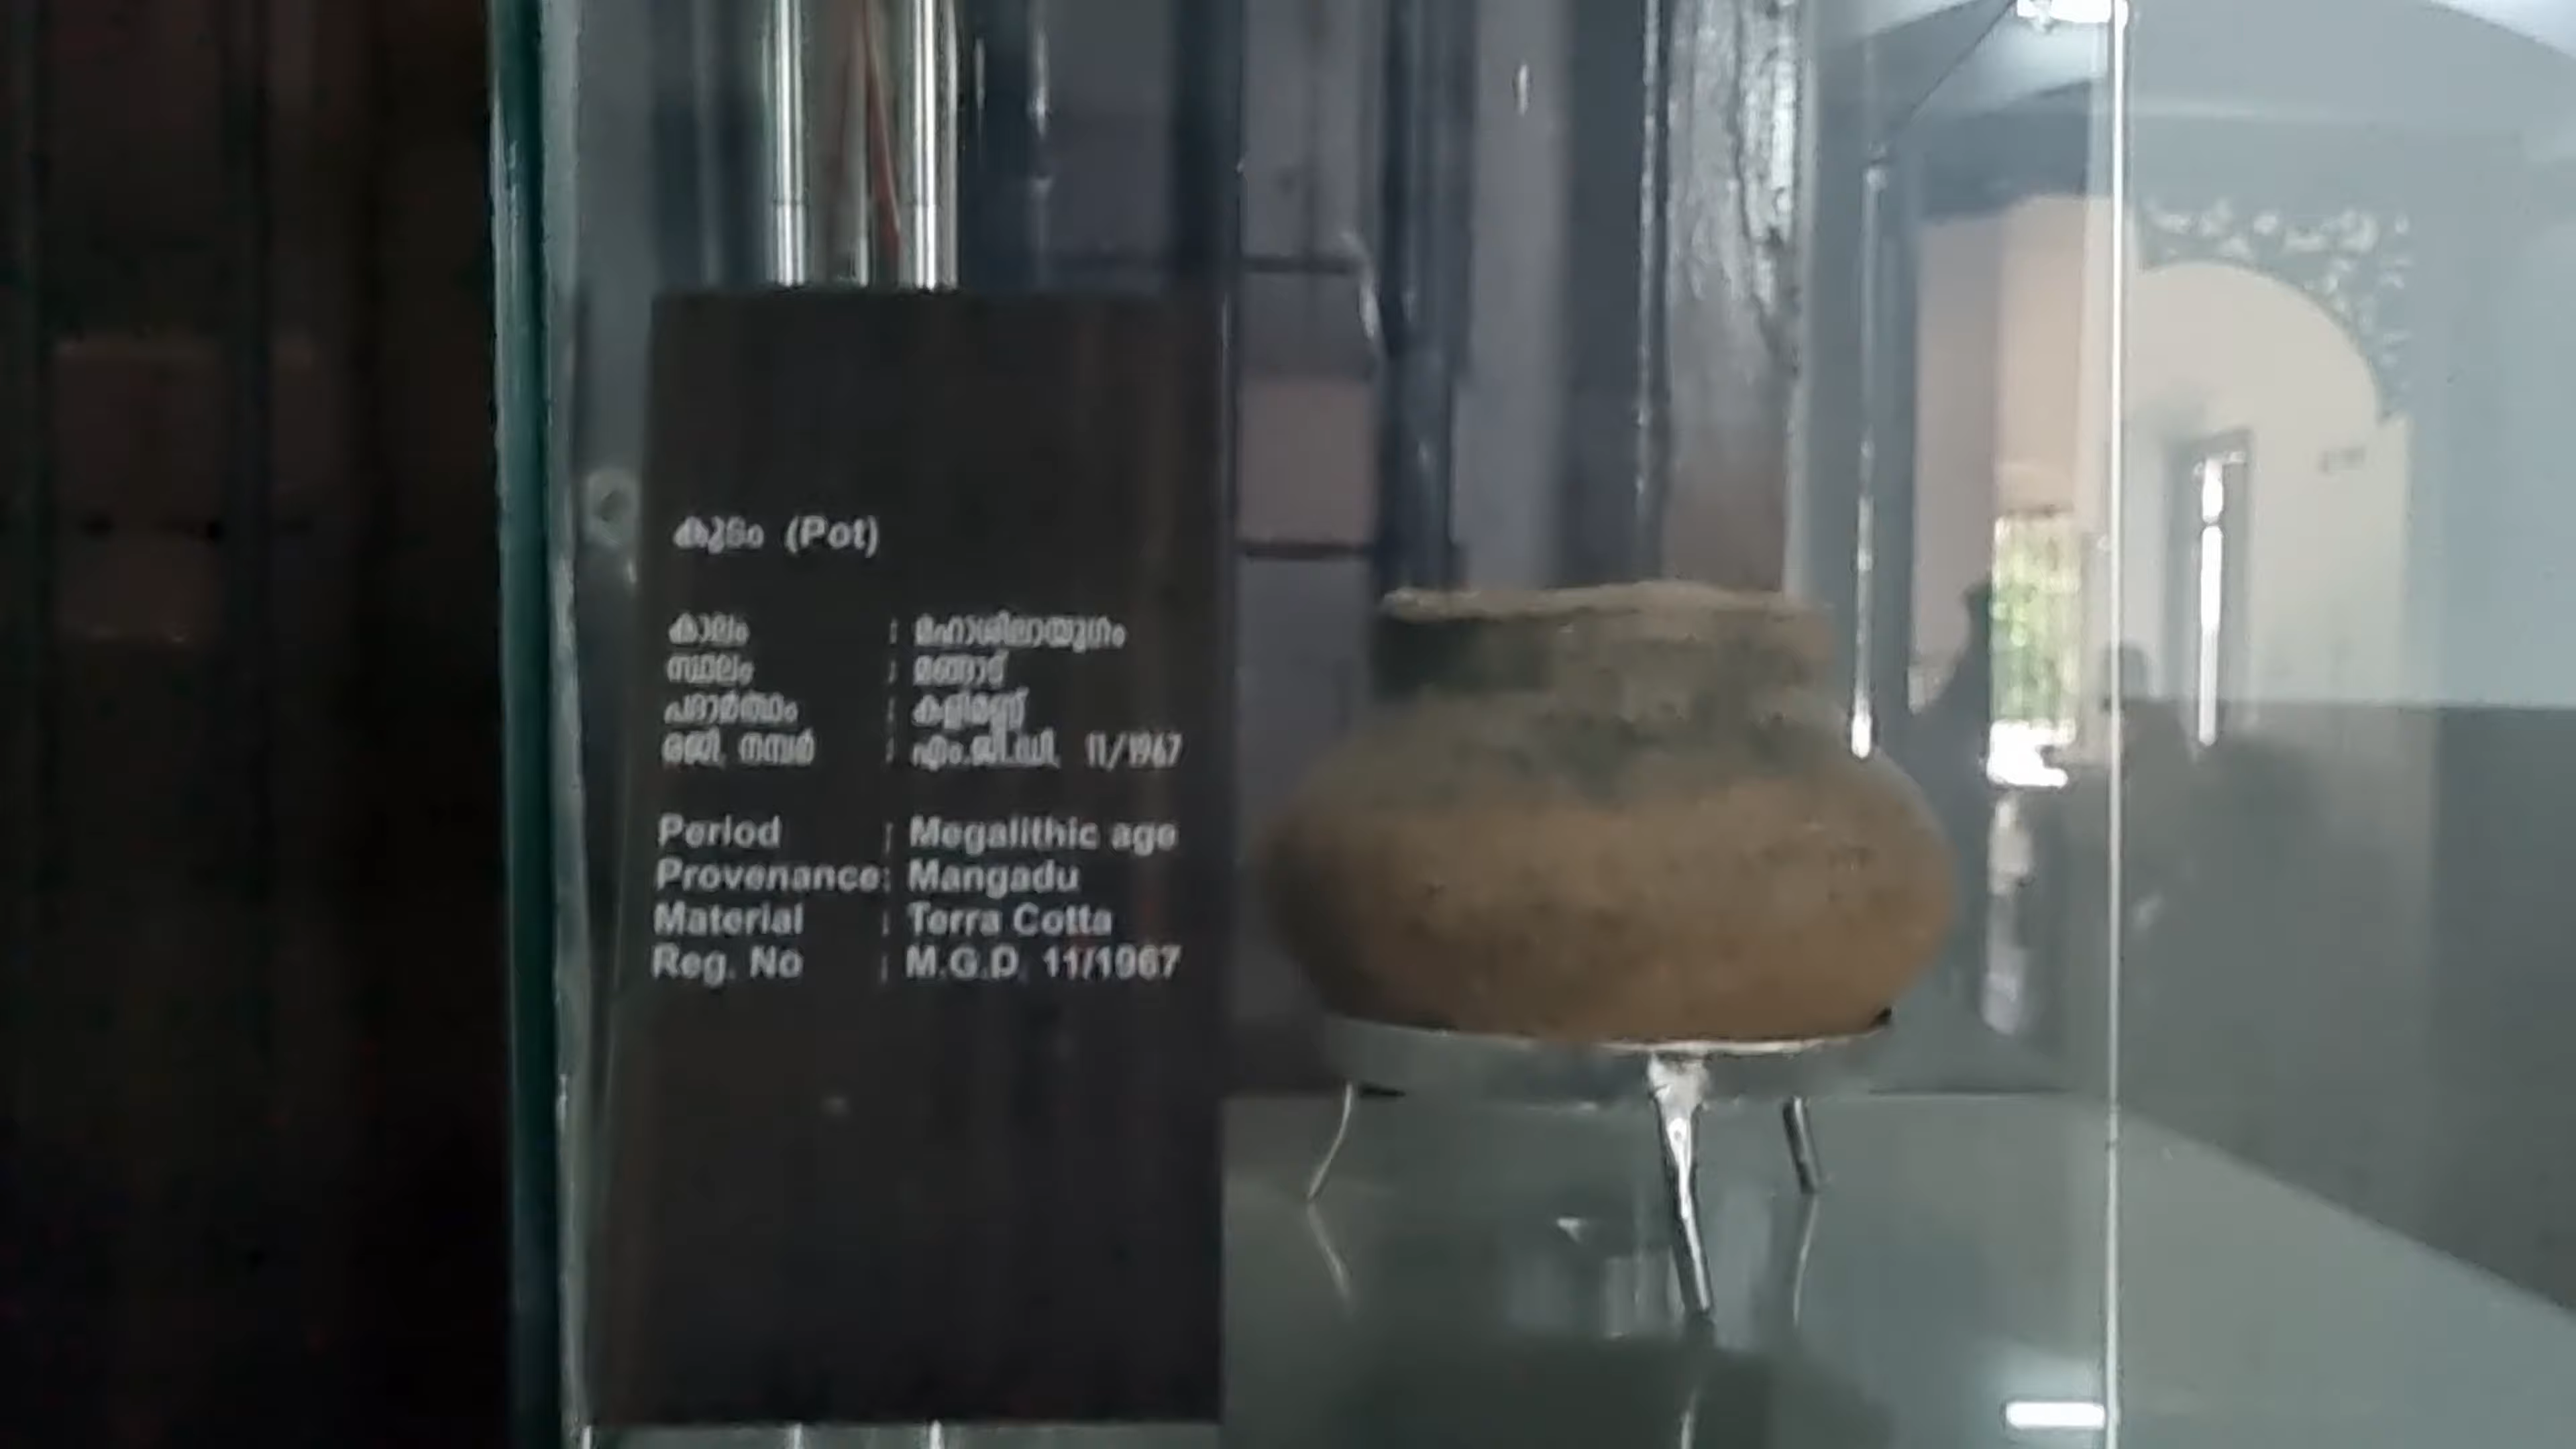 കുടം (Pot)
കാലം : മഹാശിലായുഗം
സ്ഥലം : മങ്ങാട്
പദാർത്ഥം : കളിമണ്ണ്
രജി. നമ്പർ : എം.ജി.ഡി. 11/1967
Period : Megalithic age
Provenance: Mangadu
Material : Terra Cotta
Reg. No : M.G.D. 11/1967